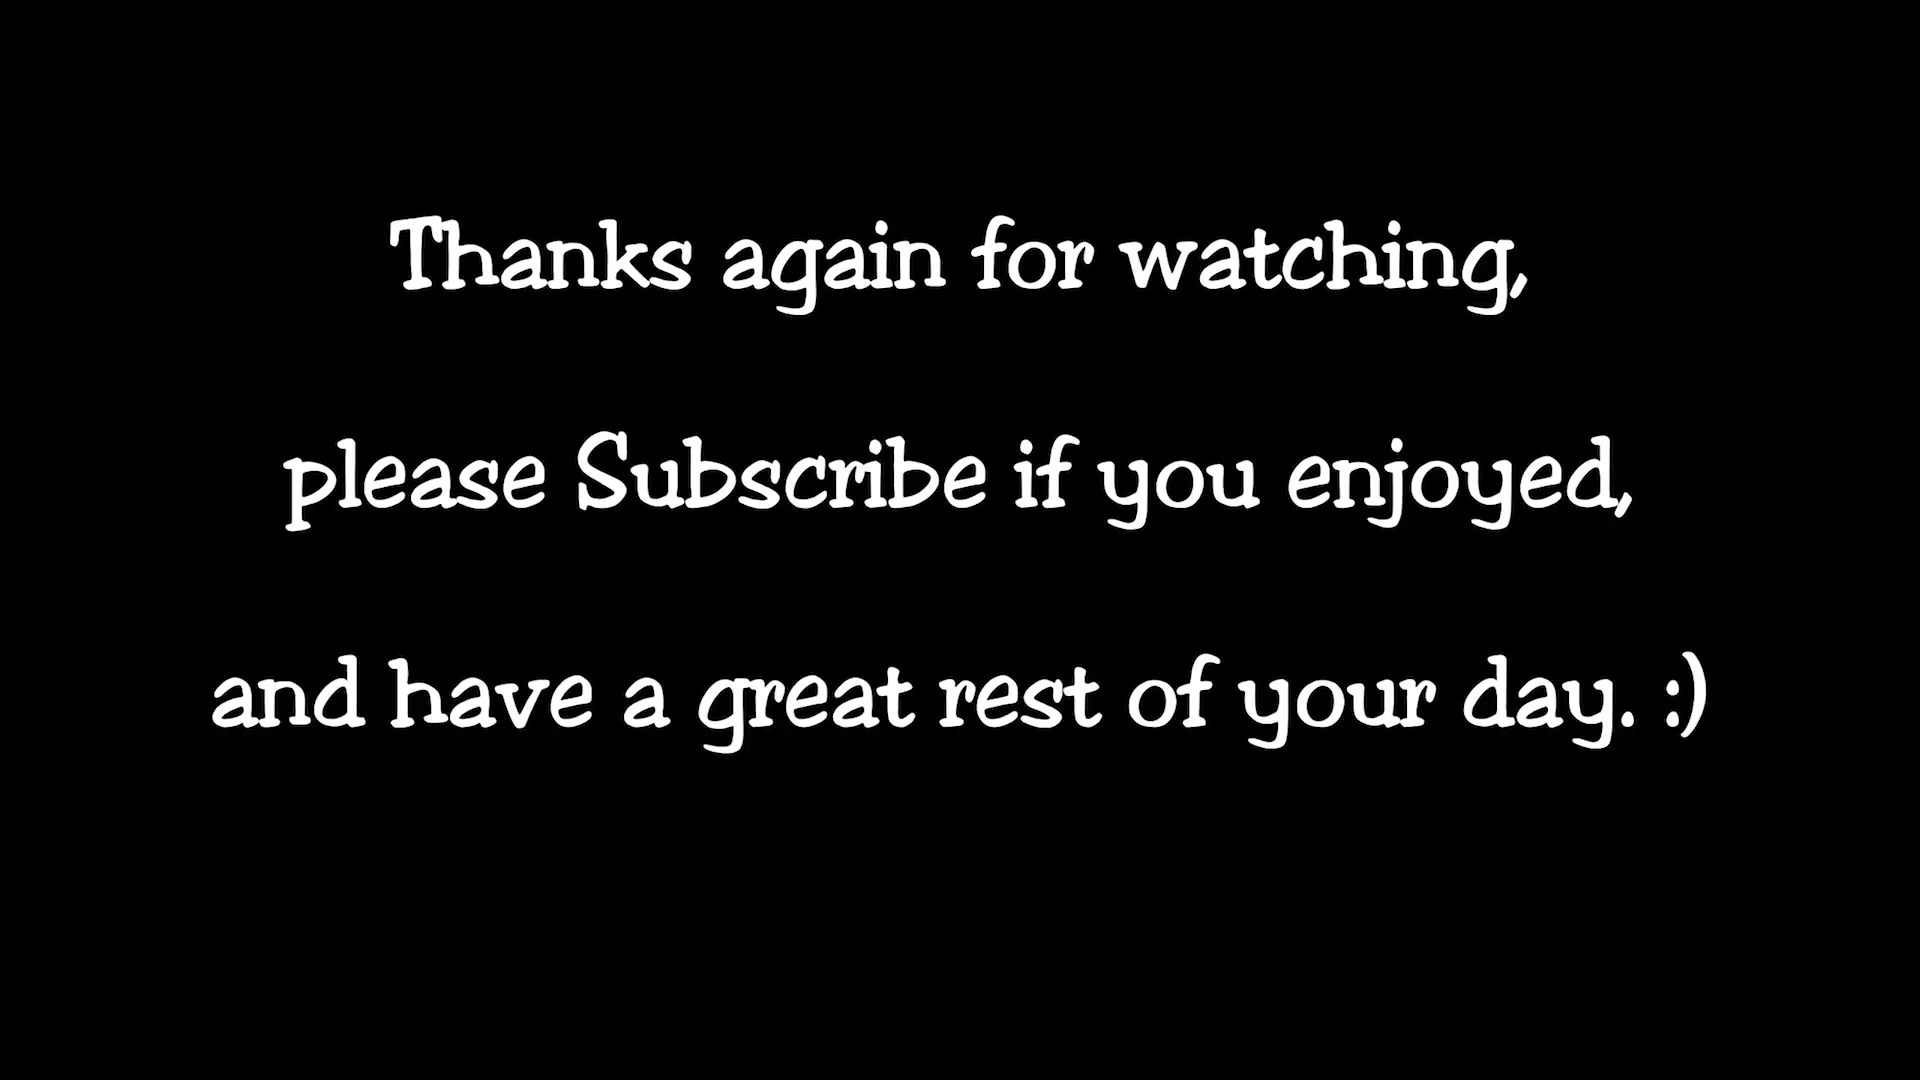 Thanks again for watching,
please Subscribe if you enjoyed,
and have a great rest of your day. :)